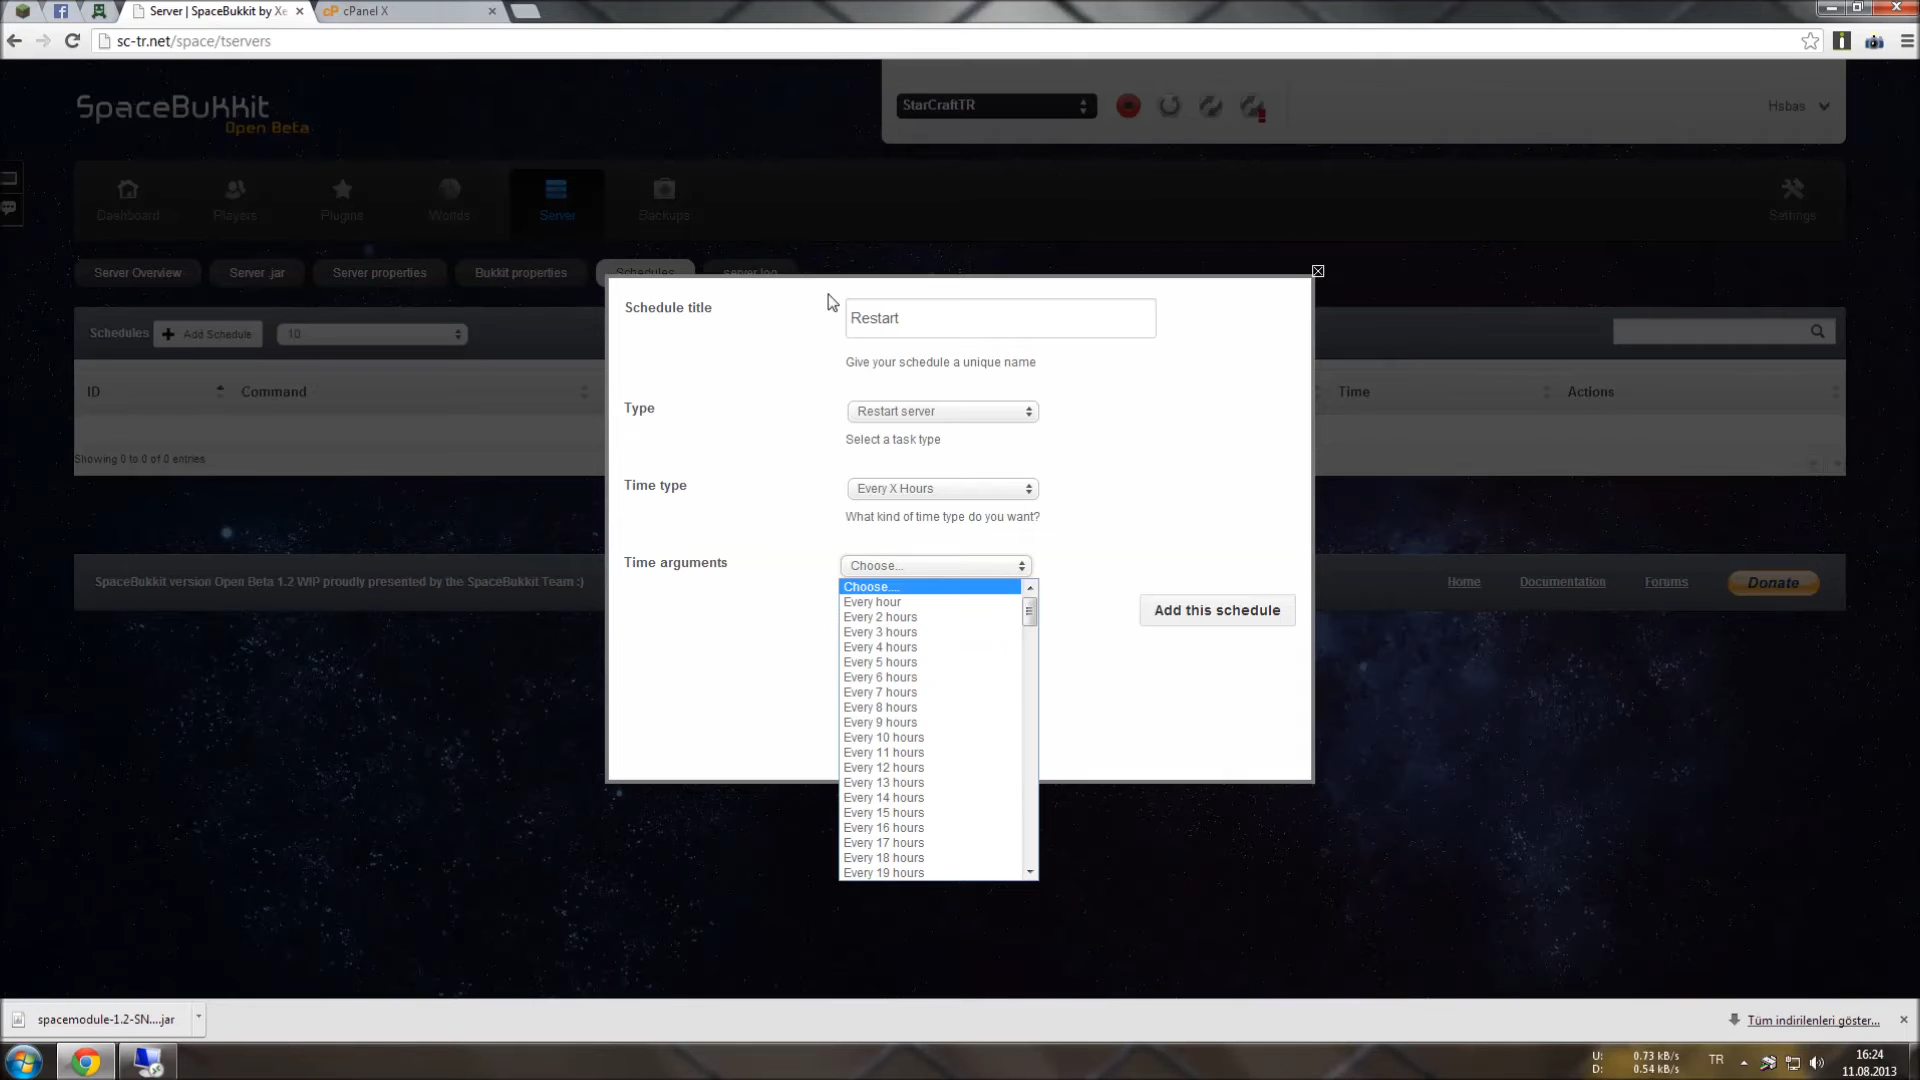 Server | SpaceBukkit by Xe
cPanel X
sc-tr.net/space/tservers
SpaceBukkit
Open Beta
StarCraftTR
Hsbas
Dashboard
Players
Plugins
Worlds
Server
Backups
Settings
Server Overview
Server .jar
Server properties
Bukkit properties
Schedules
server.log
Schedules
Add Schedule
10
ID
Command
Time
Actions
Showing 0 to 0 of 0 entries
Schedule title
Restart
Give your schedule a unique name
Type
Restart server
Select a task type
Time type
Every X Hours
What kind of time type do you want?
Time arguments
Choose...
Choose....
Every hour
Every 2 hours
Every 3 hours
Every 4 hours
Every 5 hours
Every 6 hours
Every 7 hours
Every 8 hours
Every 9 hours
Every 10 hours
Every 11 hours
Every 12 hours
Every 13 hours
Every 14 hours
Every 15 hours
Every 16 hours
Every 17 hours
Every 18 hours
Every 19 hours
Add this schedule
SpaceBukkit version Open Beta 1.2 WIP proudly presented by the SpaceBukkit Team :)
Home
Documentation
Forums
Donate
spacemodule-1.2-SN....jar
Tüm indirilenleri göster...
U: 0.73 kB/s
D: 0.54 kB/s
TR
16:24
11.08.2013